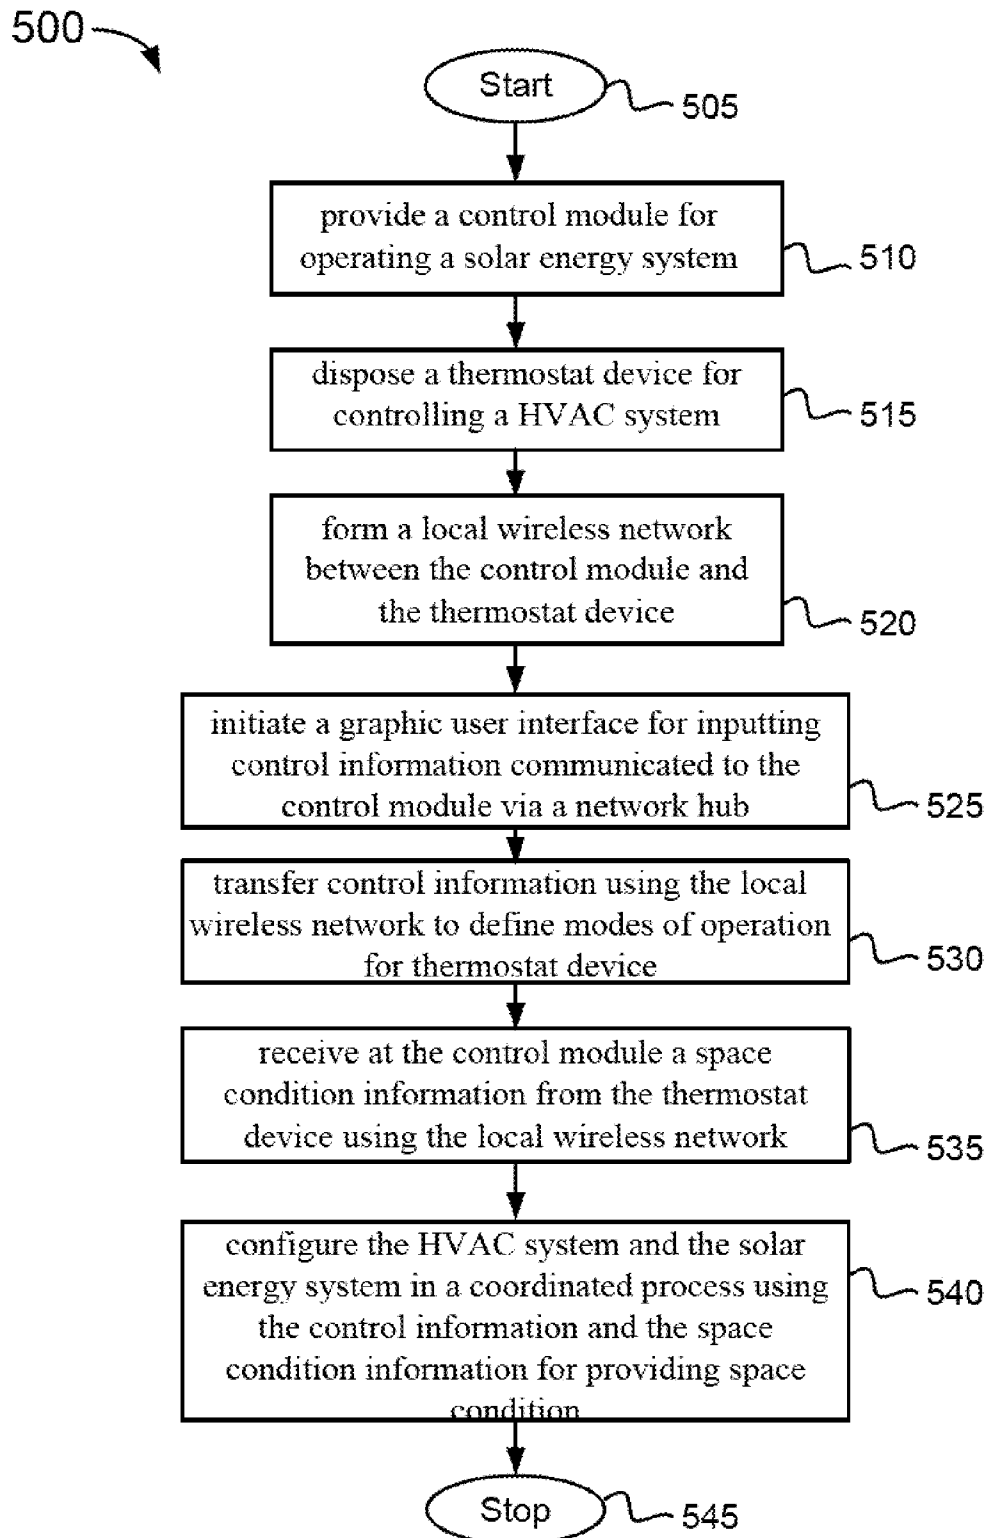 500
Start
505
provide a control module for
operating a solar energy system
510
dispose a thermostat device for
controlling a HVAC system
515
form a local wireless network
between the control module and
the thermostat device
520
initiate a graphic user interface for inputting
control information communicated to the
control module via a network hub
525
transfer control information using the local
wireless network to define modes of operation
for thermostat device
530
receive at the control module a space
condition information from the thermostat
device using the local wireless network
535
configure the HVAC system and the solar
energy system in a coordinated process using
the control information and the space
condition information for providing space
condition
540
Stop
545